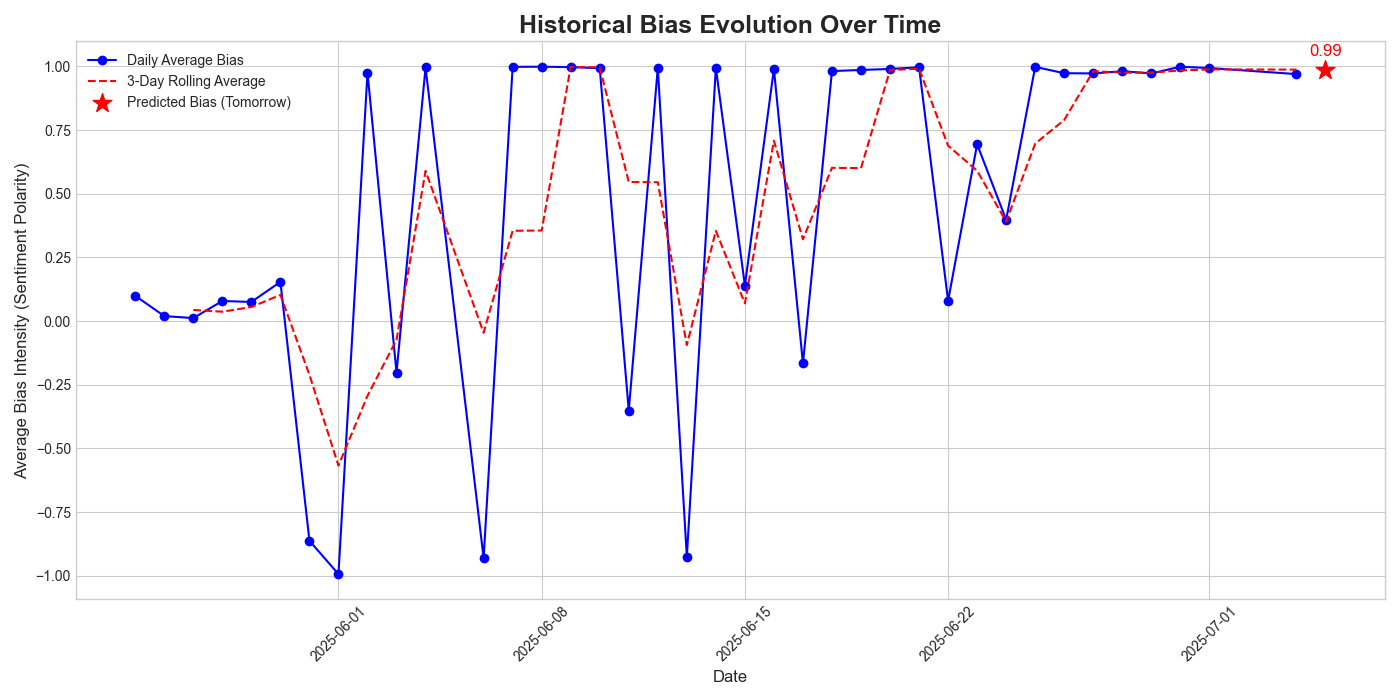 Historical Bias Evolution Over Time
Daily Average Bias
3-Day Rolling Average
Predicted Bias (Tomorrow)
0.99
Average Bias Intensity (Sentiment Polarity)
1.00
0.75
0.50
0.25
0.00
−0.25
−0.50
−0.75
−1.00
2025-06-01
2025-06-08
2025-06-15
2025-06-22
2025-07-01
Date